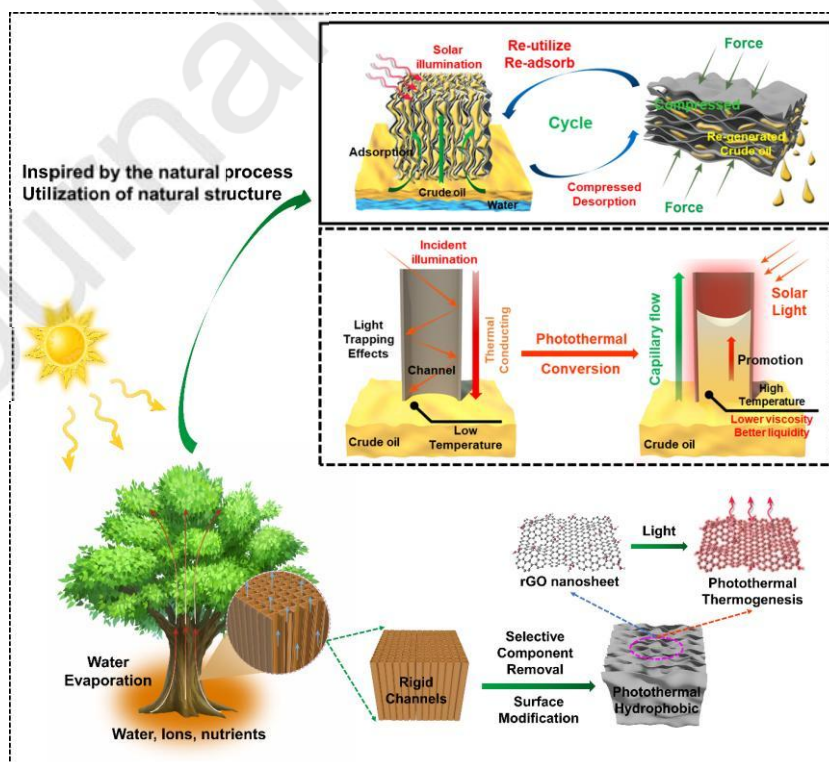 Journal
Solar
illumination
Re-utilize
Re-adsorb
Force
Compressed
Cycle
Re-generated
Crude oil
Adsorption
Crude oil
Water
Compressed
Desorption
Force
Inspired by the natural process
Utilization of natural structure
Incident
illumination
Light
Trapping
Effects
Channel
Thermal
Conducting
Photothermal
Conversion
Capillary flow
Solar
Light
Promotion
High
Temperature
Lower viscosity
Better liquidity
Low
Temperature
Crude oil
Crude oil
rGO nanosheet
Light
Photothermal
Thermogenesis
Water
Evaporation
Water, Ions, nutrients
Rigid
Channels
Selective
Component
Removal
Surface
Modification
Photothermal
Hydrophobic